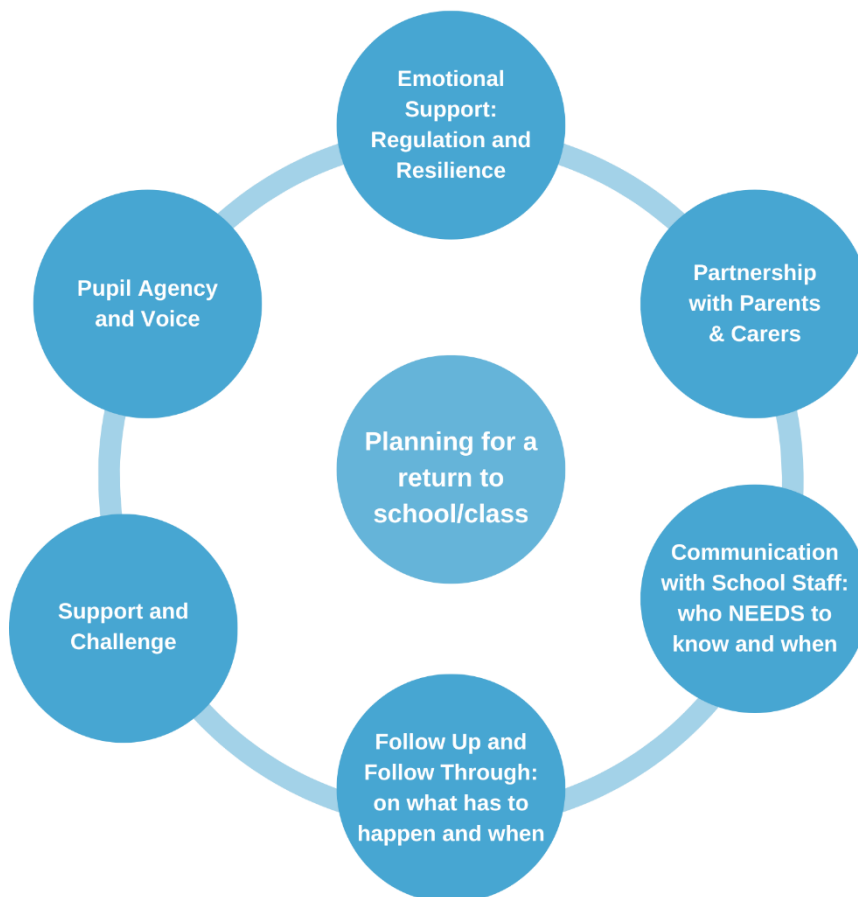 Emotional
Support:
Regulation and
Resilience
Partnership
with Parents
& Carers
Communication
with School Staff:
who NEEDS to
know and when
Follow Up and
Follow Through:
on what has to
happen and when
Support and
Challenge
Pupil Agency
and Voice
Planning for a
return to
school/class